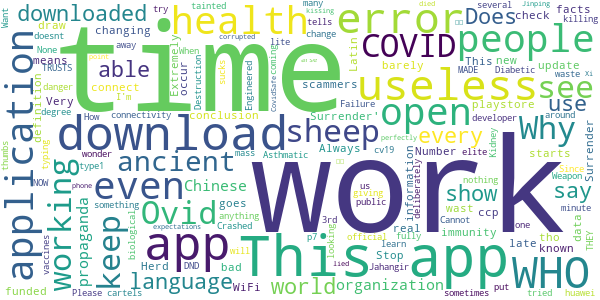 work
time
This app
useless
download
error
COVID
health
people
application
app
WHO
open
even
sheep
Why
see
Ovid
ancient
keep
working
language
world
organization
show
say
use
able
Does
every
downloaded
Chinese
propaganda
information
immunity
real
Herd
goes
bad
WiFi
DND
late
tho
known
data
ccp
wast
Number
elite
Always
Stop
Cannot
Surrender'
Surrender
Kidney
Diabetic
Latin
conclusion
definition
Extremely
occur
scammers
barely
connect
connectivity
Destruction
Engineered
CovidSafe
coming
check
facts
killing
update
playstore
developer
new
This
several
many
change
lite
try
when
tainted
corrupted
died
kissing
Xi
Jinping
waste
danger
TRUSTS
means
None
draw
doesnt
Want
changing
away
tells
I'm
Very
degree
thumbs
typing
NOW
How
wonder
Failure
sucks
mass
cv19
Asthmatic
type1
phone
something
vaccines
funded
Please
cartels
biological
crashed
will
expectations
perfectly
nothing
us
giving
public
anything
official
3rd
looking
p7
fully
learn
Jahangir
lied
sometimes
put
tried
huawei
deliberately
MADE
Weapon
Since
THEY
around
minute
one
starts
point